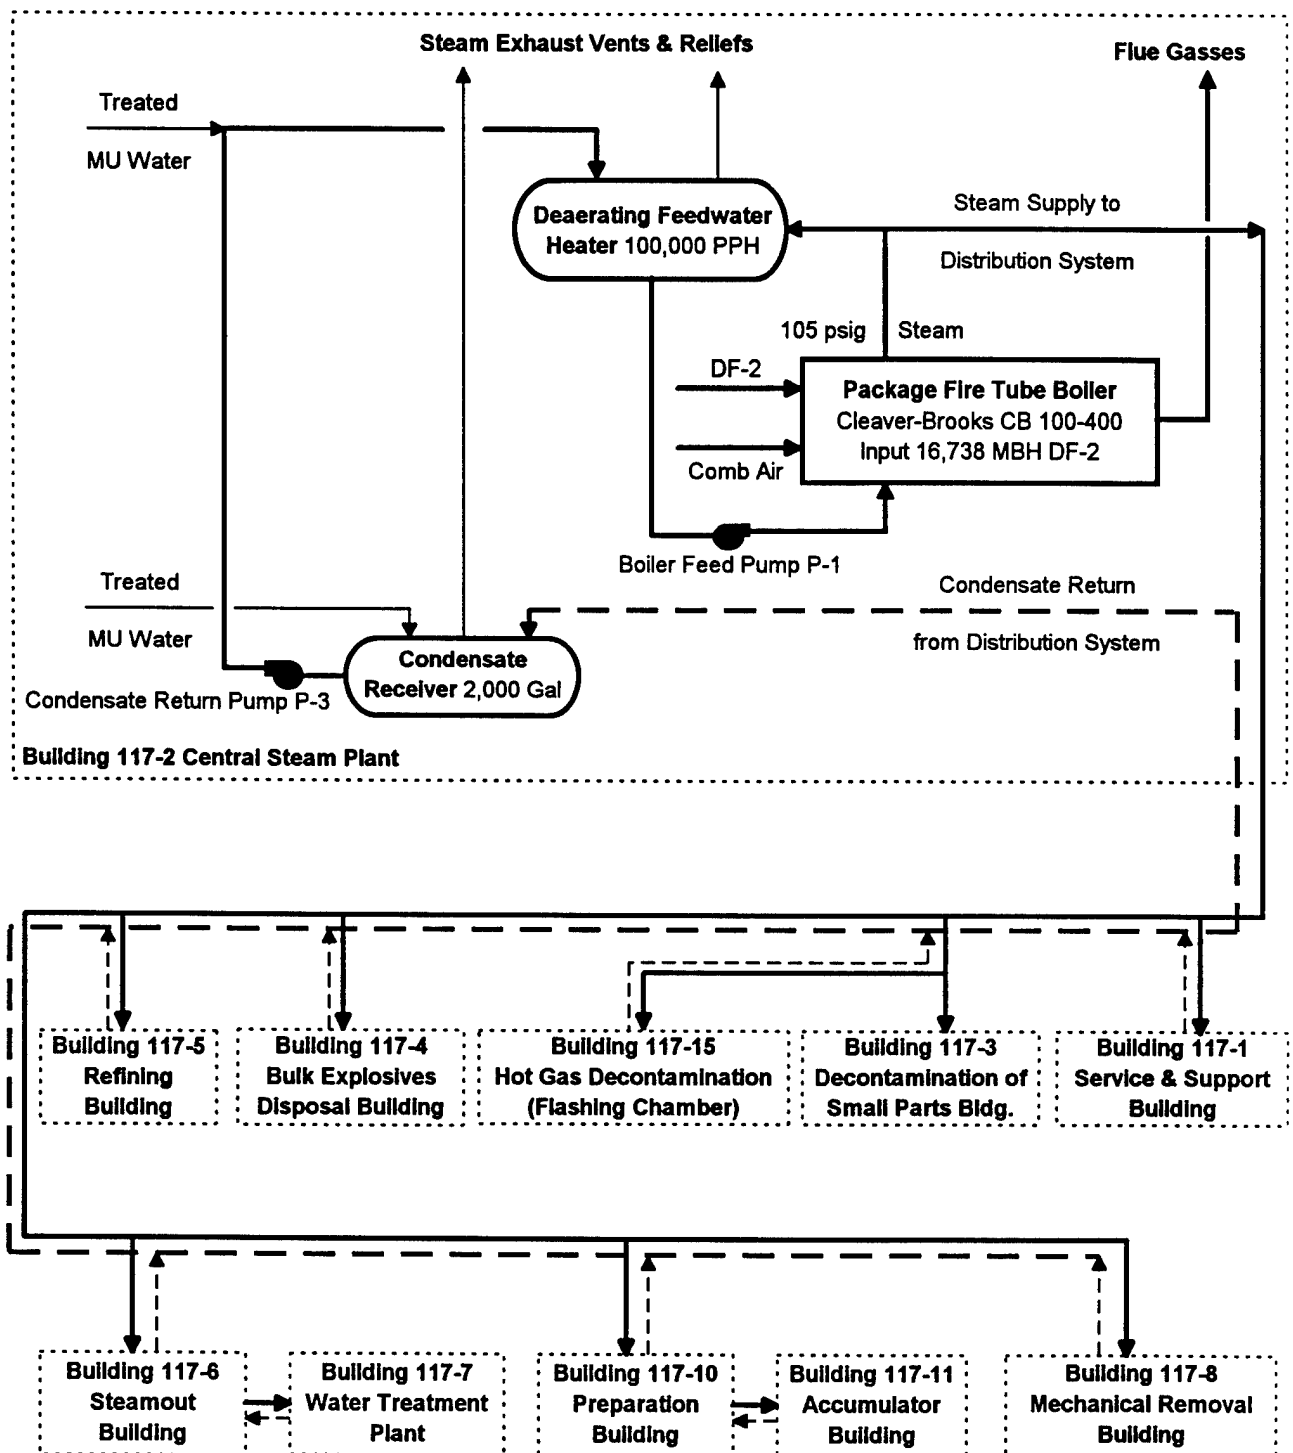 Steam Exhaust Vents & Reliefs
Flue Gasses
Treated
MU Water
Deaerating Feedwater
Heater 100,000 PPH
Steam Supply to
Distribution System
105 psig Steam
DF-2
Comb Air
Package Fire Tube Boiler
Cleaver-Brooks CB 100-400
Input 16,738 MBH DF-2
Boiler Feed Pump P-1
Treated
MU Water
Condensate Return
from Distribution System
Condensate
Receiver 2,000 Gal
Condensate Return Pump P-3
Building 117-2 Central Steam Plant
Building 117-5
Refining
Building
Building 117-4
Bulk Explosives
Disposal Building
Building 117-15
Hot Gas Decontamination
(Flashing Chamber)
Building 117-3
Decontamination of
Small Parts Bldg.
Building 117-1
Service & Support
Building
Building 117-6
Steamout
Building
Building 117-7
Water Treatment
Plant
Building 117-10
Preparation
Building
Building 117-11
Accumulator
Building
Building 117-8
Mechanical Removal
Building